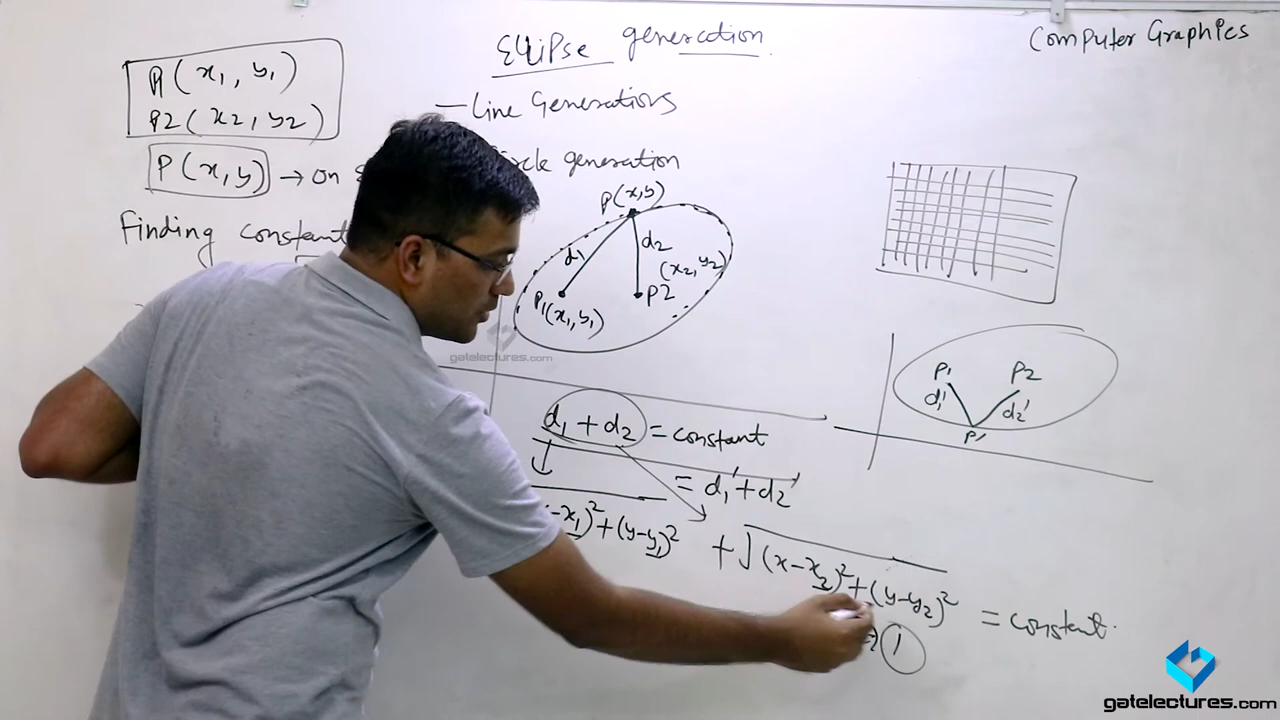 Ellipse generation
Computer Graphics
P1(x₁, y₁)
P2(x₂, y₂)
P(x, y) → on
Finding constant
— Line Generations
generation
P(x, y)
d₁
d₂
(x₂, y₂)
P₁(x₁, y₁)
P2
gatelectures.com
P1
P2
d₁'
d₂'
P'
d₁ + d₂ = constant
= d₁' + d₂'
-x₁)² + (y-y₁)² + √(x-x₂)² + (y-y₂)² = constant.
⇒ 1
gatelectures.com